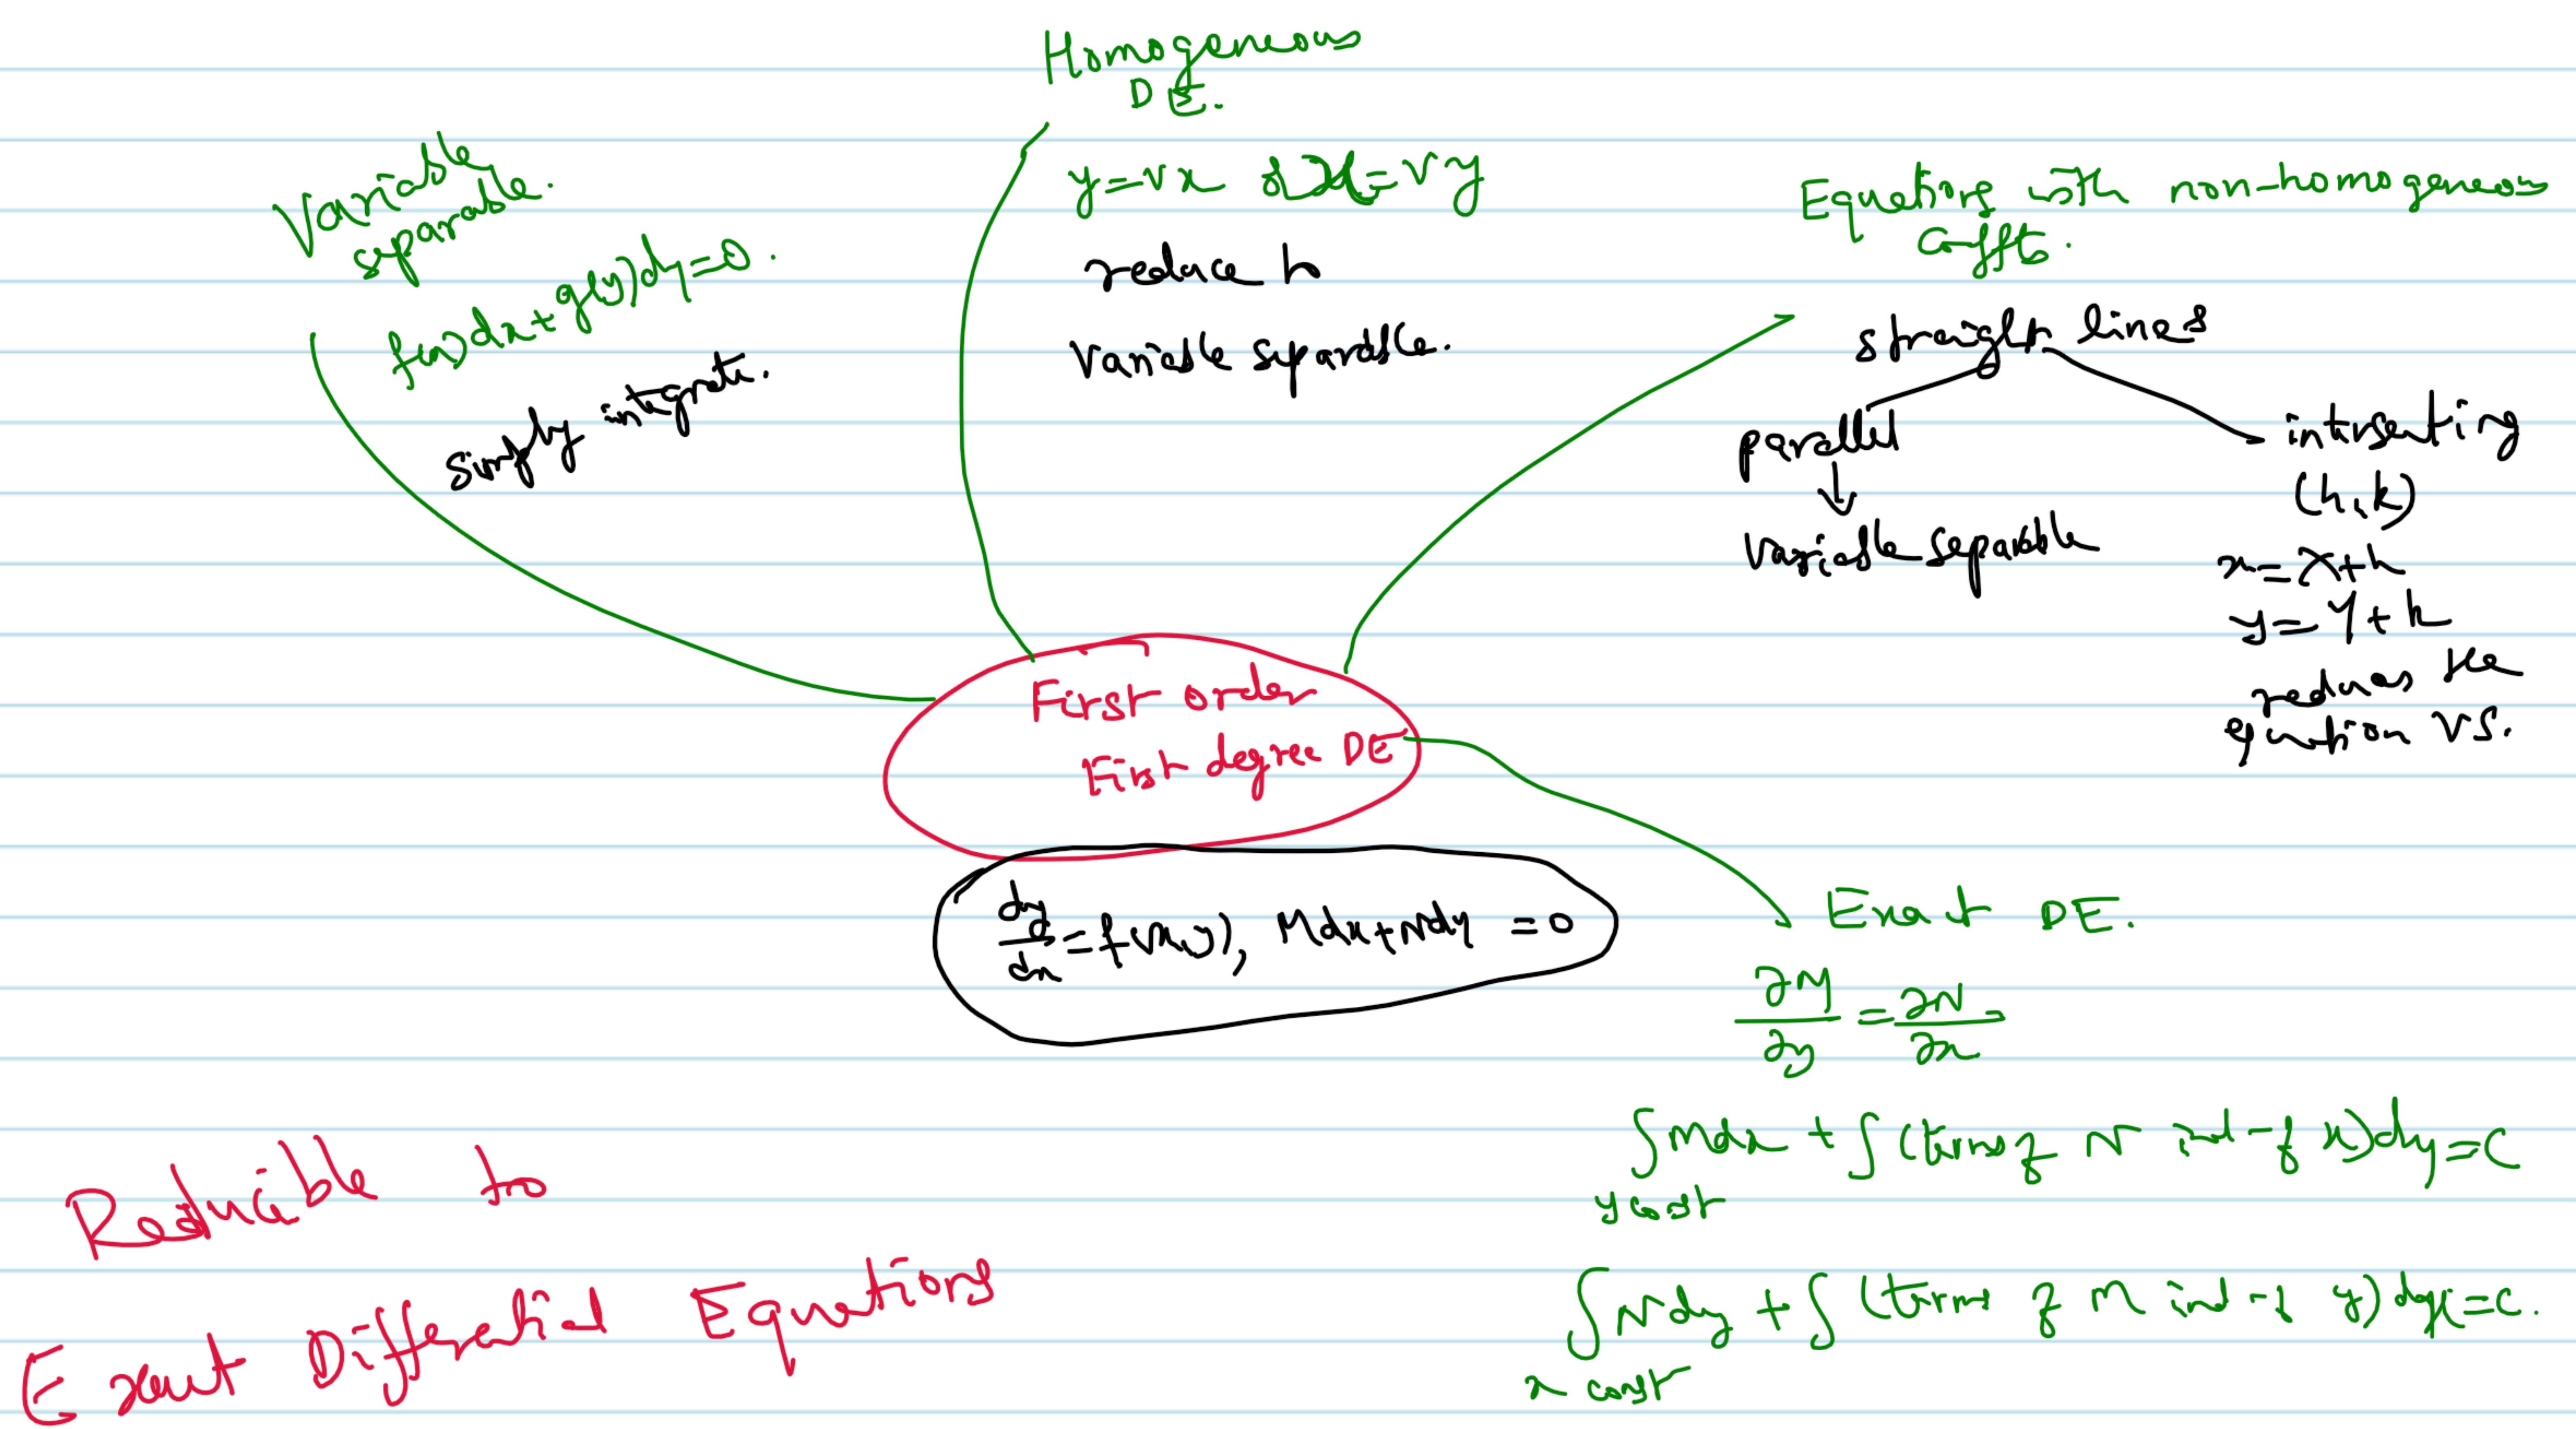 Homogeneous
DE.
y = vx or x = vy
reduce to
Variable separable.
Variable
separable.
f(x)dx + g(y)dy = 0.
simply integrate.
Equations with non-homogeneous
coffts.
straight lines
parallel
↓
Variable separable
intersecting
(h,k)
x = X + h
y = Y + k
reduces the
equation VS.
First order
First degree DE
dy/dx = f(x,y), Mdx + Ndy = 0
Exact DE.
∂M/∂y = ∂N/∂x
∫Mdx + ∫(terms of N ind-of x)dy = C
y const
∫Ndy + ∫(terms of M ind-of y)dx = C.
x const
Reducible to
Exact Differential Equations